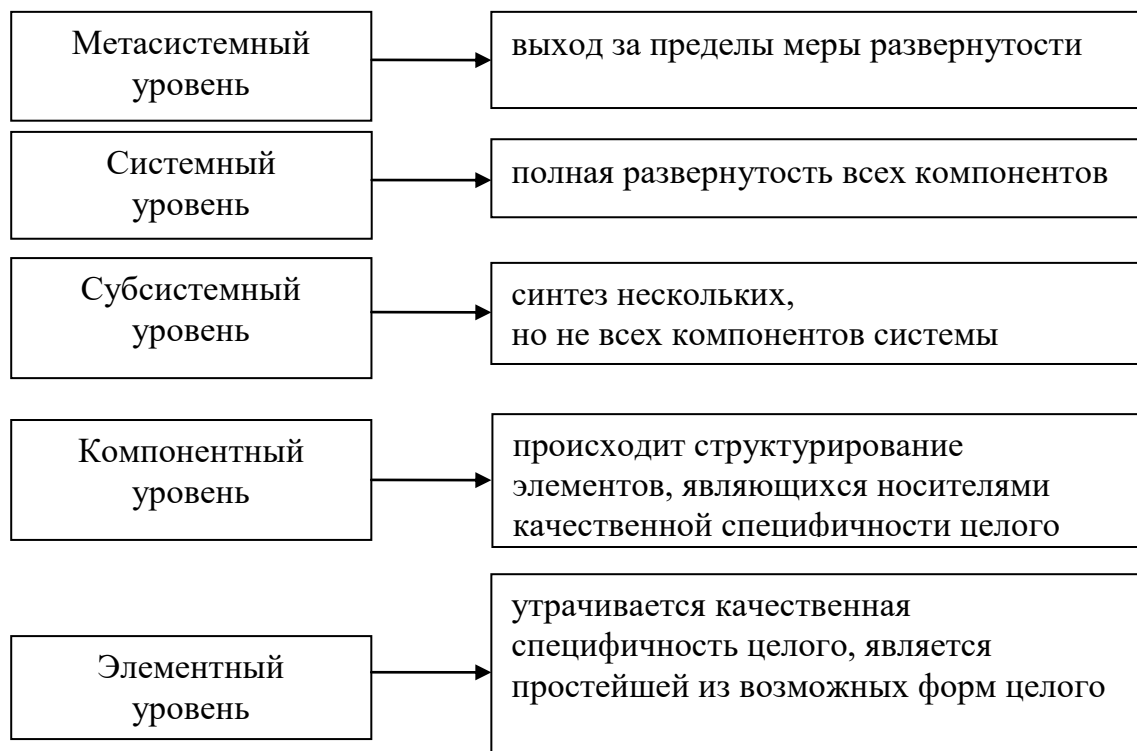 Метасистемный
уровень
выход за пределы меры развернутости
Системный
уровень
полная развернутость всех компонентов
Субсистемный
уровень
синтез нескольких,
но не всех компонентов системы
Компонентный
уровень
происходит структурирование
элементов, являющихся носителями
качественной специфичности целого
Элементный
уровень
утрачивается качественная
специфичность целого, является
простейшей из возможных форм целого